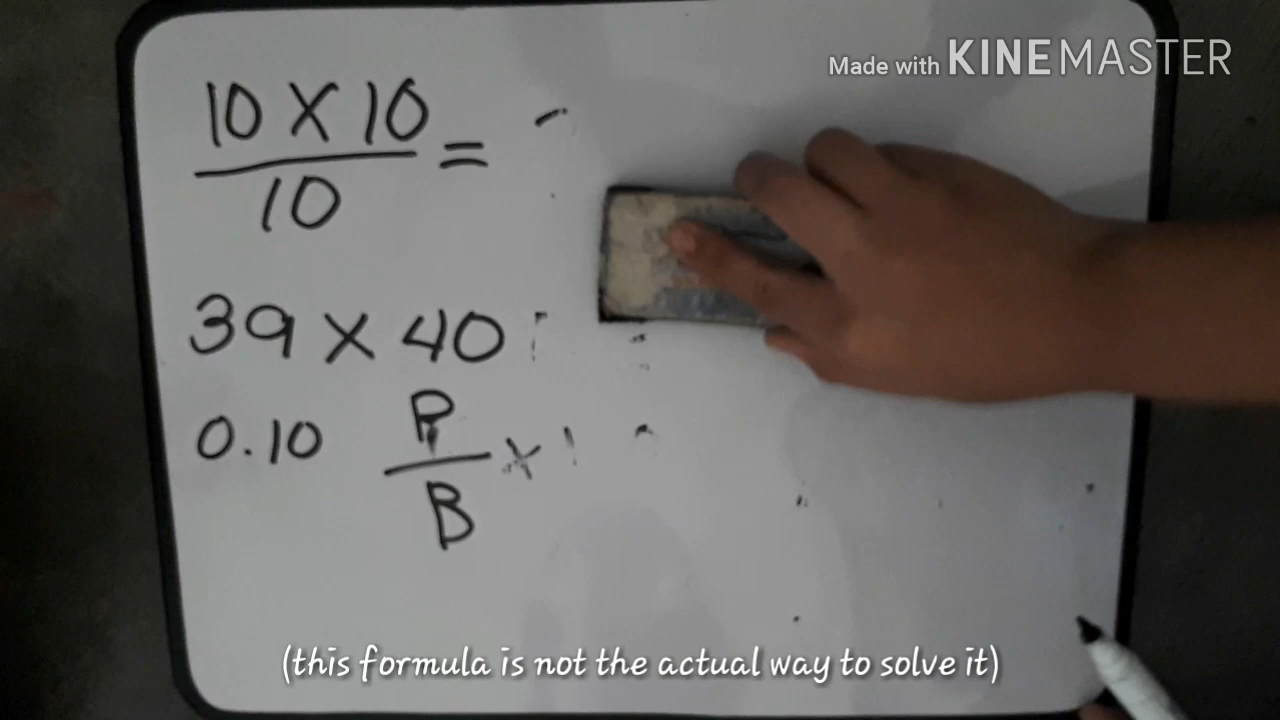 Made with KINEMASTER
10 X 10
10 =
39 X 40
0.10
P
B
x
(this formula is not the actual way to solve it)